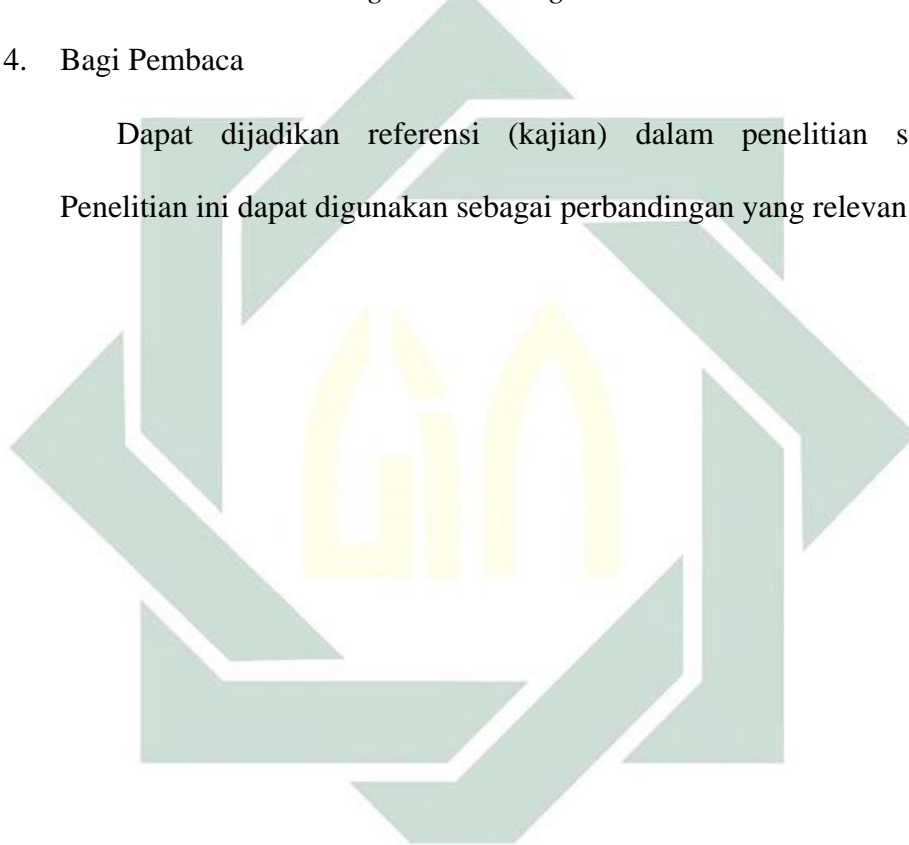 4. Bagi Pembaca
Dapat dijadikan referensi (kajian) dalam penelitian s
Penelitian ini dapat digunakan sebagai perbandingan yang relevan